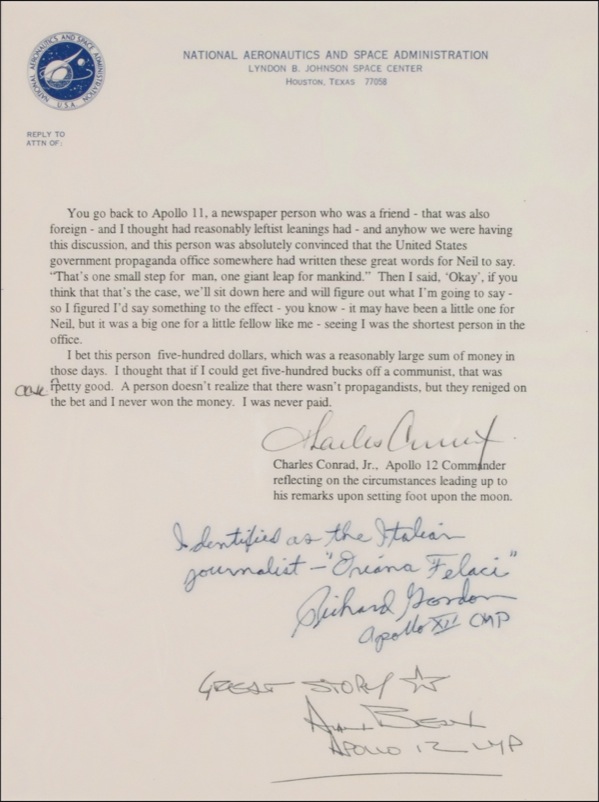 NATIONAL AERONAUTICS AND SPACE ADMINISTRATION
U.S.A.
NATIONAL AERONAUTICS AND SPACE ADMINISTRATION
LYNDON B. JOHNSON SPACE CENTER
HOUSTON, TEXAS 77058
REPLY TO
ATTN OF:
You go back to Apollo 11, a newspaper person who was a friend - that was also
foreign - and I thought had reasonably leftist leanings had - and anyhow we were having
this discussion, and this person was absolutely convinced that the United States
government propaganda office somewhere had written these great words for Neil to say.
“That's one small step for man, one giant leap for mankind.” Then I said, ‘Okay’, if you
think that that's the case, we'll sit down here and will figure out what I'm going to say -
so I figured I'd say something to the effect - you know - it may have been a little one for
Neil, but it was a big one for a little fellow like me - seeing I was the shortest person in the
office.
I bet this person five-hundred dollars, which was a reasonably large sum of money in
those days. I thought that if I could get five-hundred bucks off a communist, that was
petty good. A person doesn't realize that there wasn't propagandists, but they reniged on
the bet and I never won the money. I was never paid.
Charles Conrad
Charles Conrad, Jr., Apollo 12 Commander
reflecting on the circumstances leading up to
his remarks upon setting foot upon the moon.
Identified as the Italian
journalist - "Oriana Felaci"
Richard Gordon
Apollo XII CMP
GREAT STORY
Alan Bean
APOLLO 12 LMP